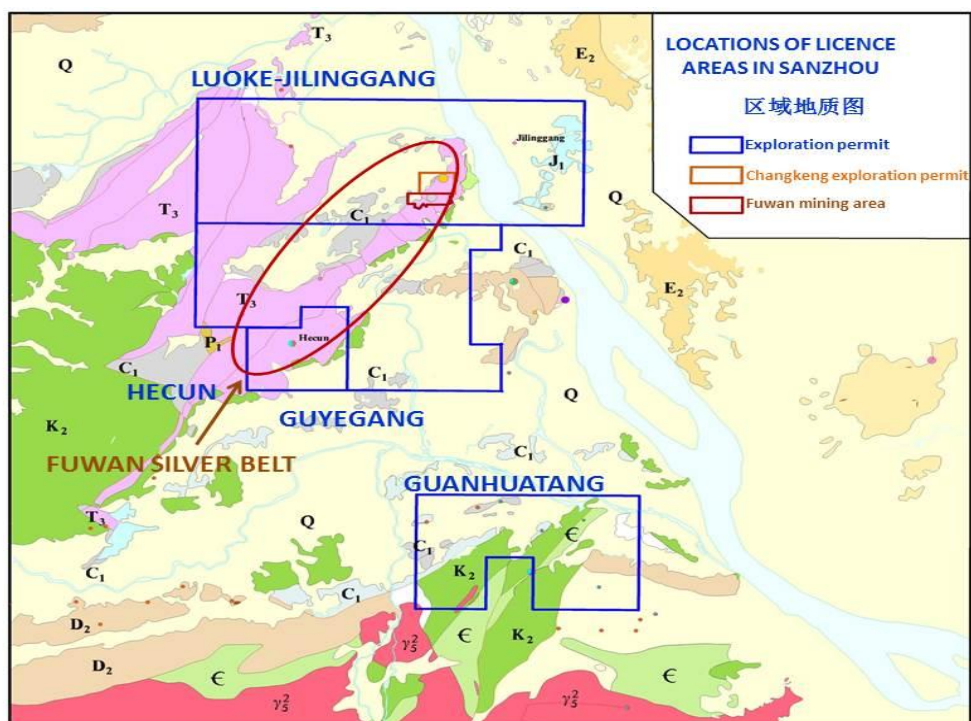 LOCATIONS OF LICENCE
AREAS IN SANZHOU
区域地质图
Exploration permit
Changkeng exploration permit
Fuwan mining area
T₃
Q
E₂
LUOKE-JILINGGANG
Jilinggang
J₁
T₃
C₁
Q
C₁
T₃
E₂
P₁
Hecun
C₁
C₁
HECUN
Q
GUYEGANG
K₂
C₁
FUWAN SILVER BELT
GUANHUATANG
T₃
Q
Є
C₁
C₁
K₂
C₁
D₂
Є
K₂
D₂
γ₅²
Є
Є
γ₅²
γ₅²